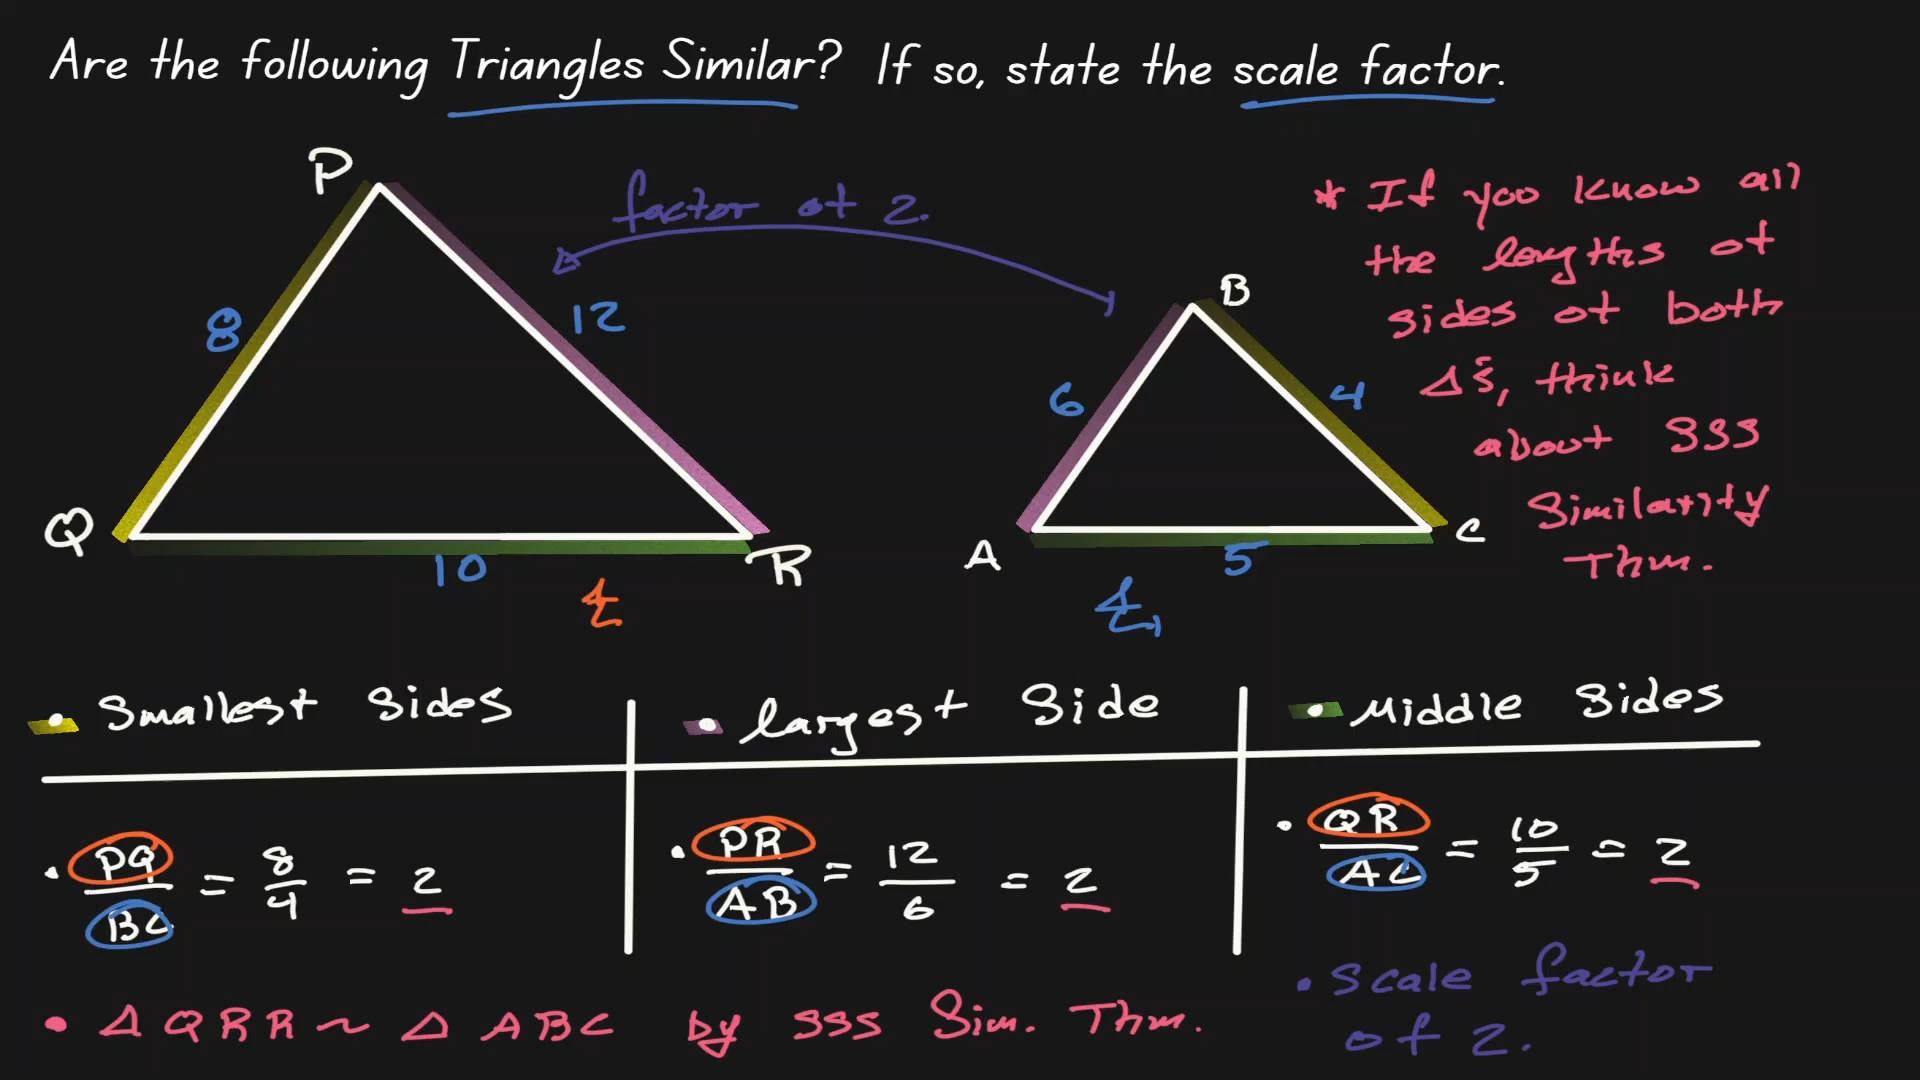 Are the following Triangles Similar? If so, state the scale factor.
P
factor of 2.
8
12
Q
10
R
B
6
4
A
5
C
* If you know all
the lengths of
sides of both
Δs, think
about SSS
Similarity
Thm.
• Smallest Sides
• PQ/BC = 8/4 = 2
• largest Side
• PR/AB = 12/6 = 2
• Middle Sides
• QR/AC = 10/5 = 2
• Δ QRR ~ Δ ABC by SSS Sim. Thm.
• Scale factor
of 2.